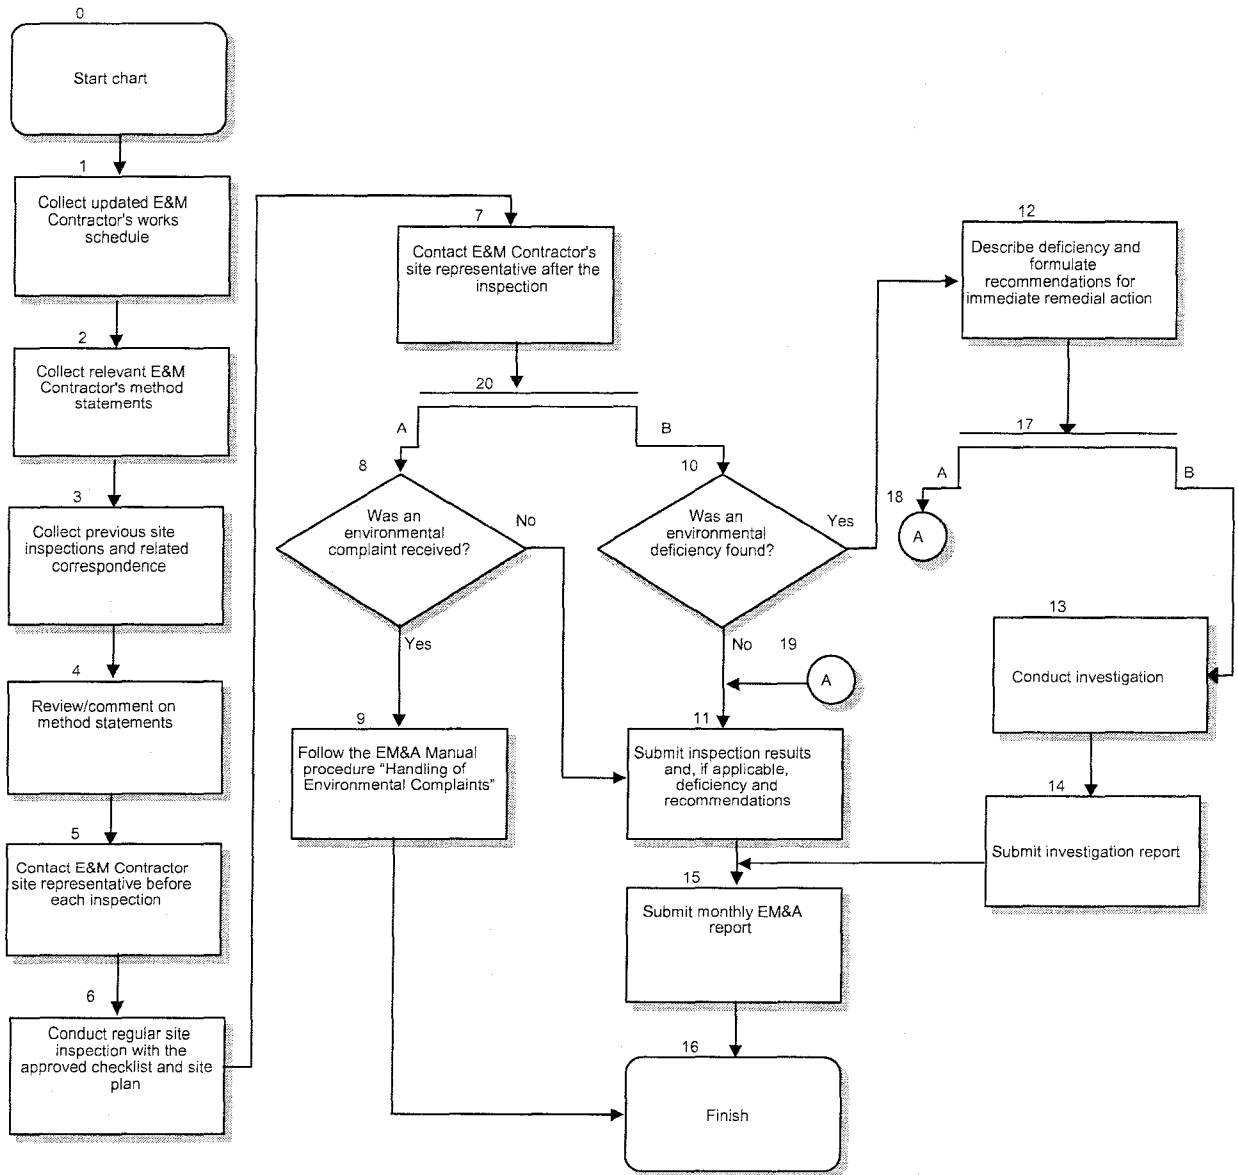 0
Start chart
1
Collect updated E&M
Contractor's works
schedule
2
Collect relevant E&M
Contractor's method
statements
3
Collect previous site
inspections and related
correspondence
4
Review/comment on
method statements
5
Contact E&M Contractor
site representative before
each inspection
6
Conduct regular site
inspection with the
approved checklist and site
plan
7
Contact E&M Contractor's
site representative after the
inspection
20
A
B
8
Was an
environmental
complaint received?
No
Yes
9
Follow the EM&A Manual
procedure “Handling of
Environmental Complaints”
10
Was an
environmental
deficiency found?
Yes
No
19
A
11
Submit inspection results
and, if applicable,
deficiency and
recommendations
15
Submit monthly EM&A
report
16
Finish
12
Describe deficiency and
formulate
recommendations for
immediate remedial action
17
A
B
18
A
13
Conduct investigation
14
Submit investigation report